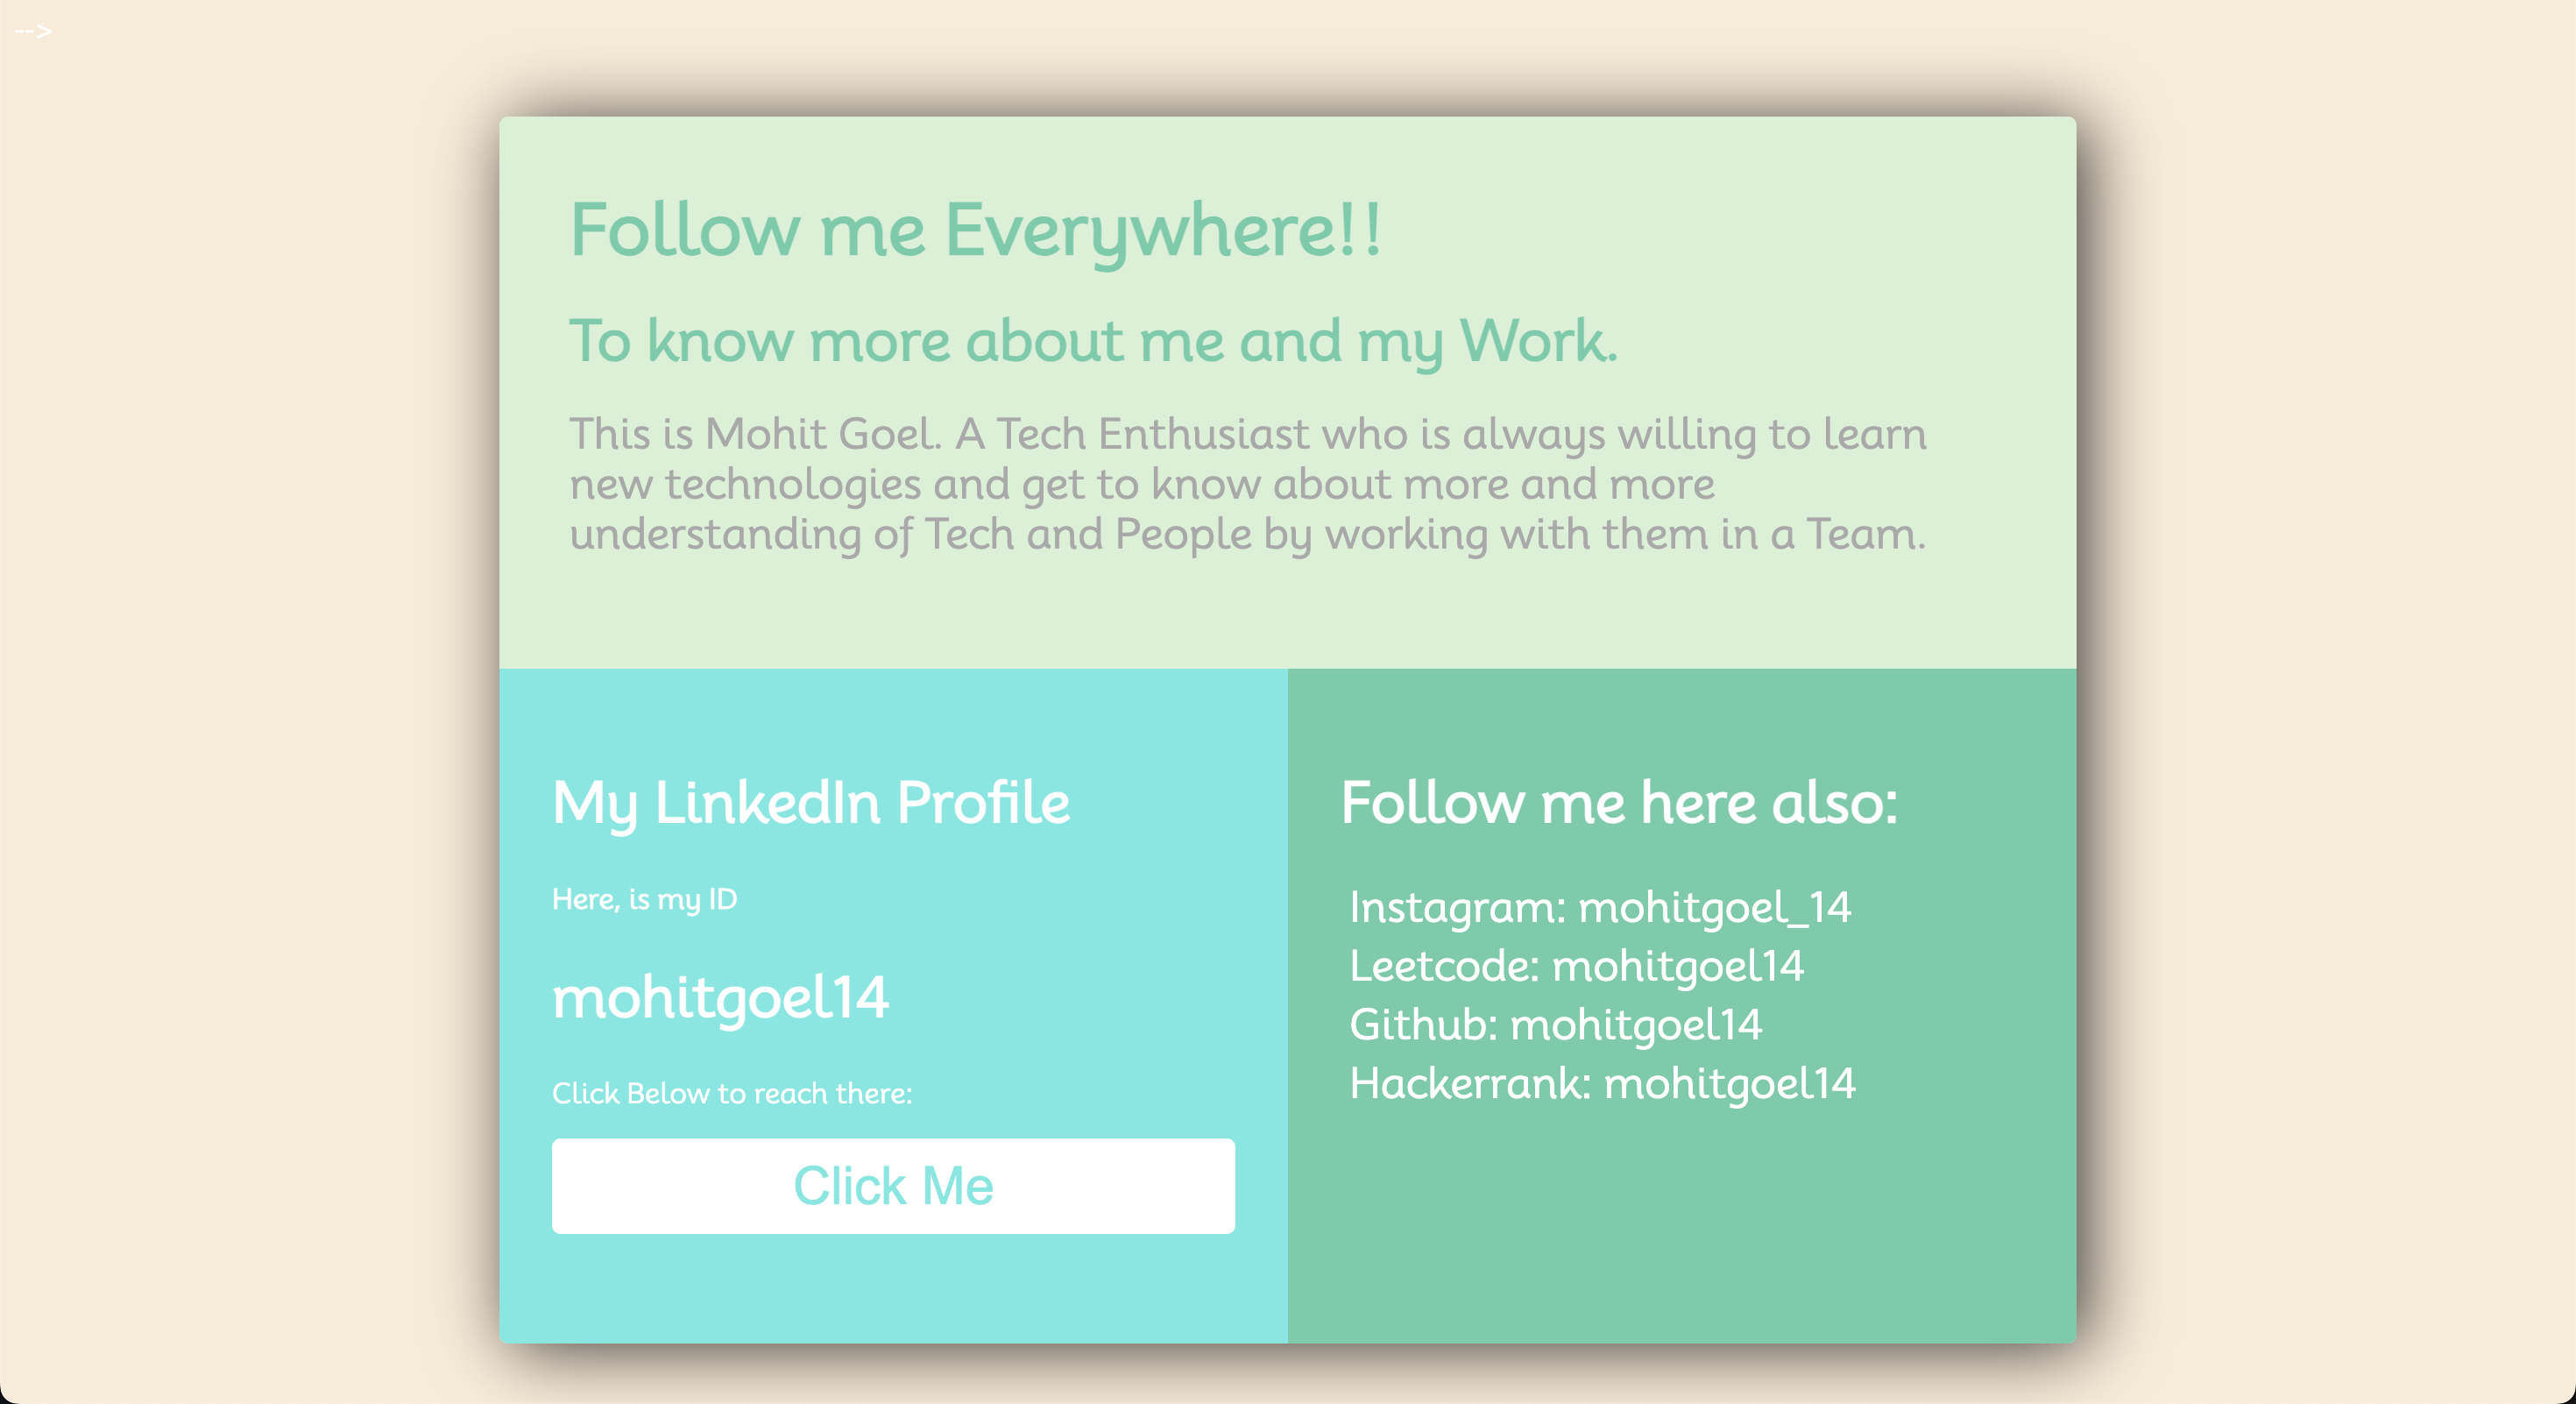 -->
Follow me Everywhere!!
To know more about me and my Work.
This is Mohit Goel. A Tech Enthusiast who is always willing to learn
new technologies and get to know about more and more
understanding of Tech and People by working with them in a Team.
My LinkedIn Profile
Here, is my ID
mohitgoel14
Click Below to reach there:
Click Me
Follow me here also:
Instagram: mohitgoel_14
Leetcode: mohitgoel14
Github: mohitgoel14
Hackerrank: mohitgoel14